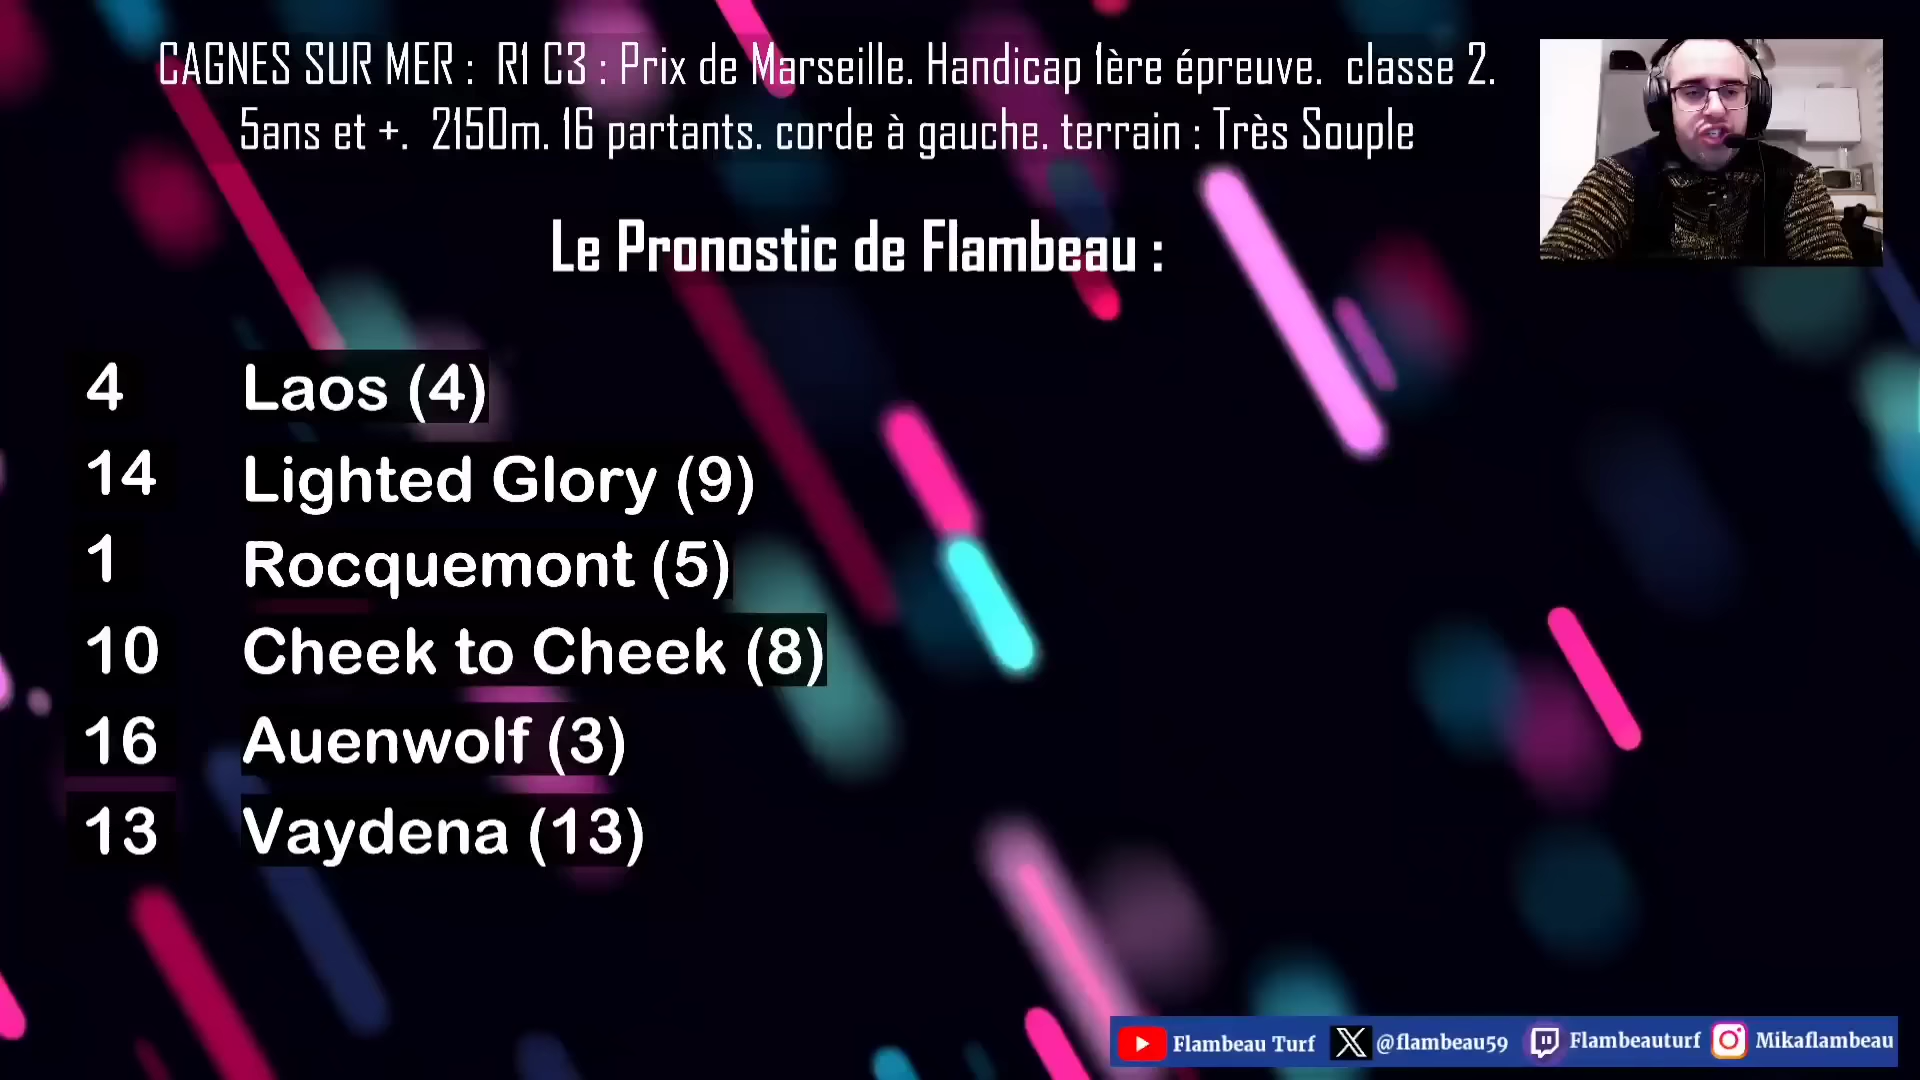 CAGNES SUR MER : R1 C3 : Prix de Marseille. Handicap 1ère épreuve. classe 2.
5ans et +. 2150m. 16 partants. corde à gauche. terrain : Très Souple
Le Pronostic de Flambeau :
4 Laos (4)
14 Lighted Glory (9)
1 Rocquemont (5)
10 Cheek to Cheek (8)
16 Auenwolf (3)
13 Vaydena (13)
Flambeau Turf @flambeau59 Flambeauturf Mikaflambeau